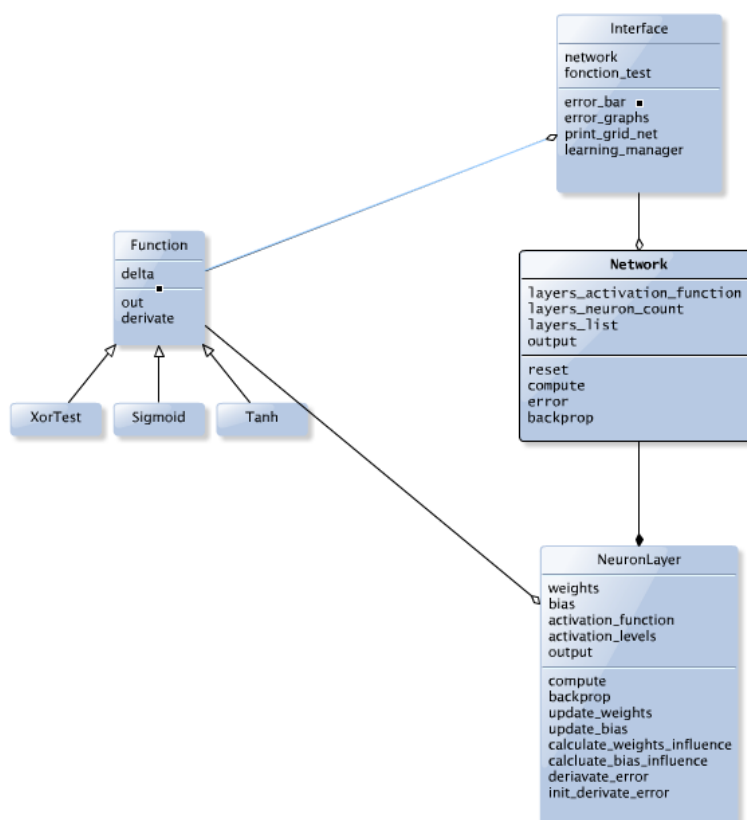 Interface
network
fonction_test
error_bar
error_graphs
print_grid_net
learning_manager
Function
delta
out
derivate
XorTest
Sigmoid
Tanh
Network
layers_activation_function
layers_neuron_count
layers_list
output
reset
compute
error
backprop
NeuronLayer
weights
bias
activation_function
activation_levels
output
compute
backprop
update_weights
update_bias
calculate_weights_influence
calcluate_bias_influence
deriavate_error
init_derivate_error